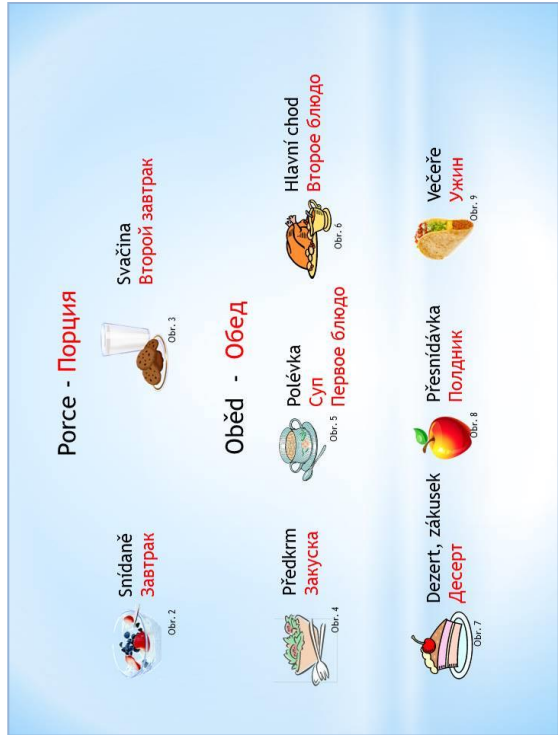 Porce - Порция
Snídaně
Завтрак
Obr. 2
Svačina
Второй завтрак
Obr. 3
Oběd - Обед
Předkrm
Закуска
Obr. 4
Polévka
Суп
Первое блюдо
Obr. 5
Hlavní chod
Второе блюдо
Obr. 6
Dezert, zákusek
Десерт
Obr. 7
Přesnídávka
Полдник
Obr. 8
Večeře
Ужин
Obr. 9